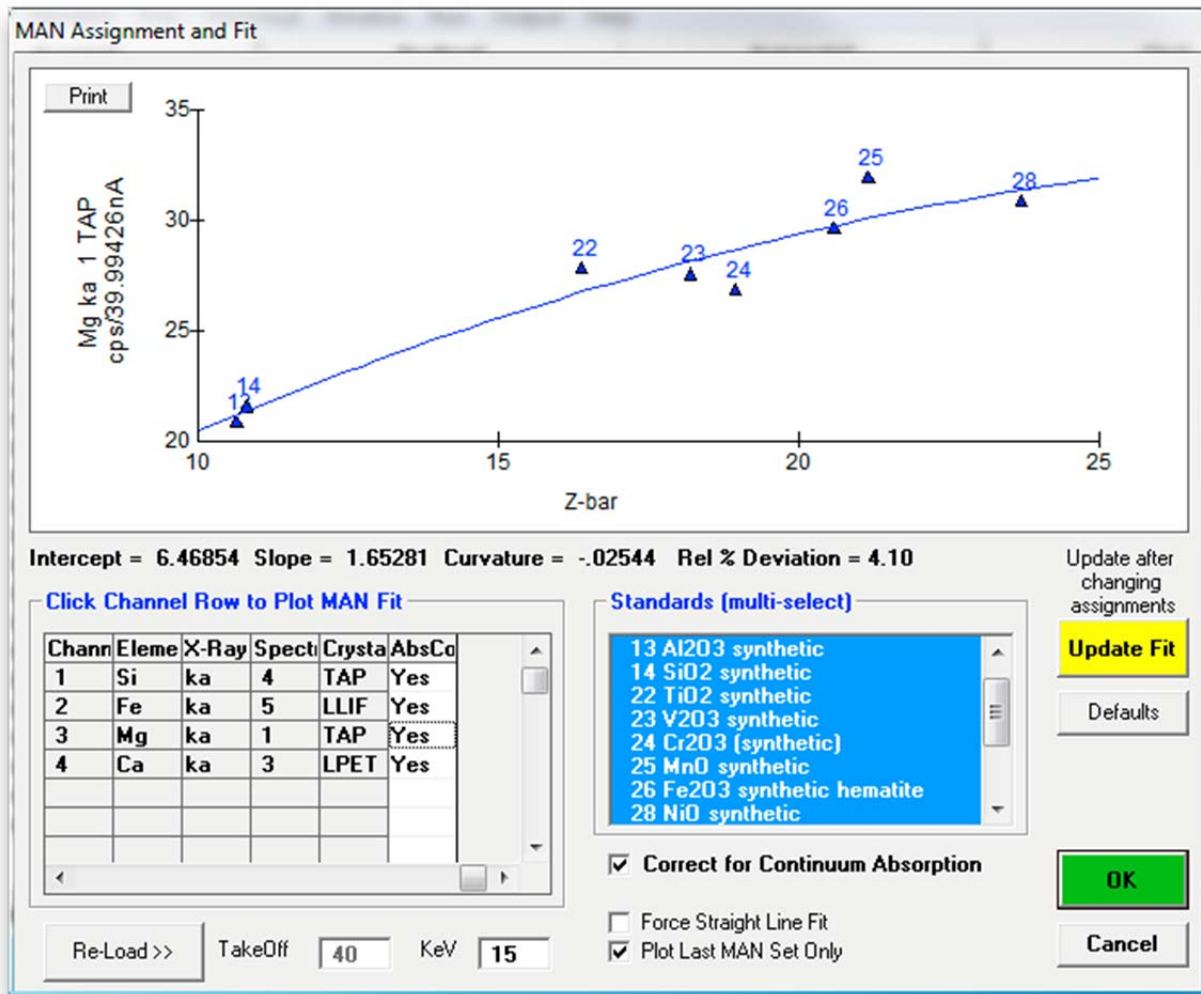 MAN Assignment and Fit
Print
35
30
25
20
Mg ka 1 TAP
cps/39.99426nA
14
22
23
24
25
26
28
10
15
20
25
Z-bar
Intercept = 6.46854 Slope = 1.65281 Curvature = -.02544 Rel % Deviation = 4.10
Update after
changing
assignments
Click Channel Row to Plot MAN Fit
Chann Eleme X-Ray Spect Crysta AbsCo
1 Si ka 4 TAP Yes
2 Fe ka 5 LLIF Yes
3 Mg ka 1 TAP Yes
4 Ca ka 3 LPET Yes
Standards (multi-select)
13 Al2O3 synthetic
14 SiO2 synthetic
22 TiO2 synthetic
23 V2O3 synthetic
24 Cr2O3 (synthetic)
25 MnO synthetic
26 Fe2O3 synthetic hematite
28 NiO synthetic
Update Fit
Defaults
Correct for Continuum Absorption
Force Straight Line Fit
Plot Last MAN Set Only
OK
Cancel
Re-Load >>
TakeOff 40 KeV 15